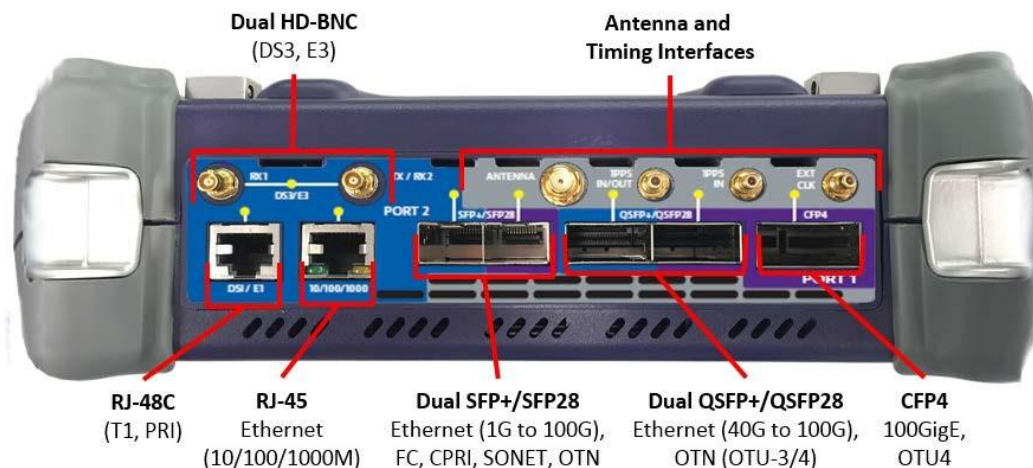 Dual HD-BNC
(DS3, E3)
Antenna and
Timing Interfaces
RX1
DS3/E3
TX / RX2
ANTENNA
1PPS
IN/OUT
1PPS
IN
EXT
CLK
PORT 2
SFP+/SFP28
QSFP+/QSFP28
CFP4
DS1/ E1
10/100/1000
PORT 1
RJ-48C
(T1, PRI)
RJ-45
Ethernet
(10/100/1000M)
Dual SFP+/SFP28
Ethernet (1G to 100G),
FC, CPRI, SONET, OTN
Dual QSFP+/QSFP28
Ethernet (40G to 100G),
OTN (OTU-3/4)
CFP4
100GigE,
OTU4